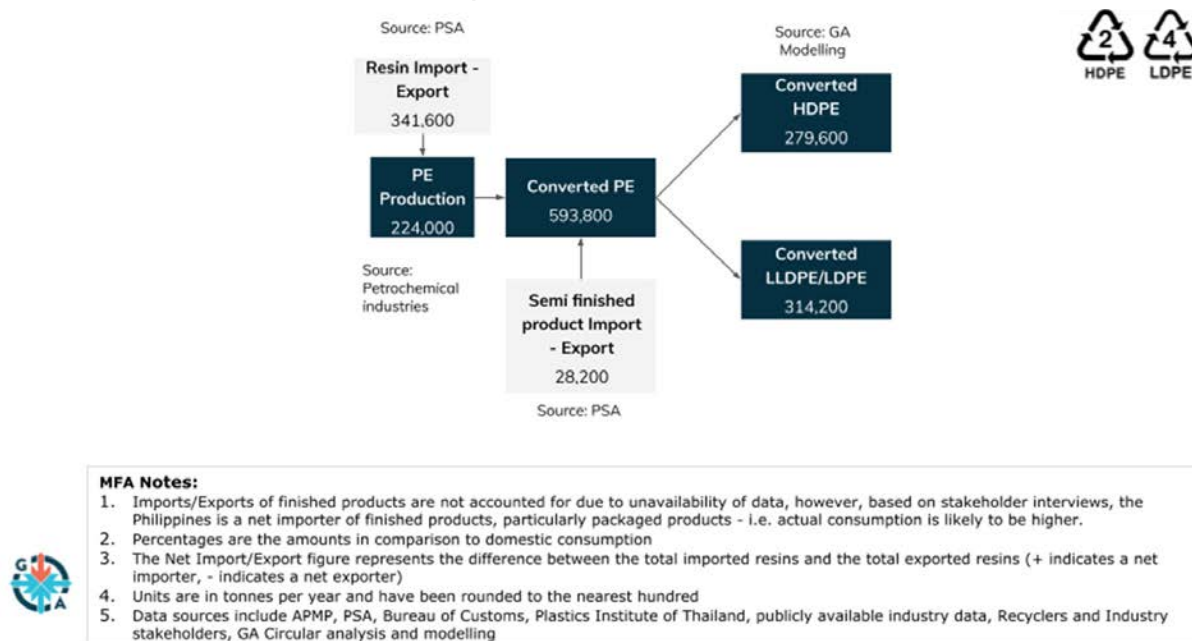 Source: PSA
Resin Import -
Export
341,600
PE
Production
224,000
Source:
Petrochemical
industries
Converted PE
593,800
Semi finished
product Import
- Export
28,200
Source: PSA
Source: GA
Modelling
Converted
HDPE
279,600
Converted
LLDPE/LDPE
314,200
2
HDPE
4
LDPE
MFA Notes:
1. Imports/Exports of finished products are not accounted for due to unavailability of data, however, based on stakeholder interviews, the
Philippines is a net importer of finished products, particularly packaged products - i.e. actual consumption is likely to be higher.
2. Percentages are the amounts in comparison to domestic consumption
3. The Net Import/Export figure represents the difference between the total imported resins and the total exported resins (+ indicates a net
importer, - indicates a net exporter)
4. Units are in tonnes per year and have been rounded to the nearest hundred
5. Data sources include APMP, PSA, Bureau of Customs, Plastics Institute of Thailand, publicly available industry data, Recyclers and Industry
stakeholders, GA Circular analysis and modelling
G
A